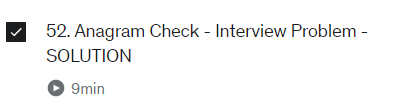 52. Anagram Check - Interview Problem -
SOLUTION
9min